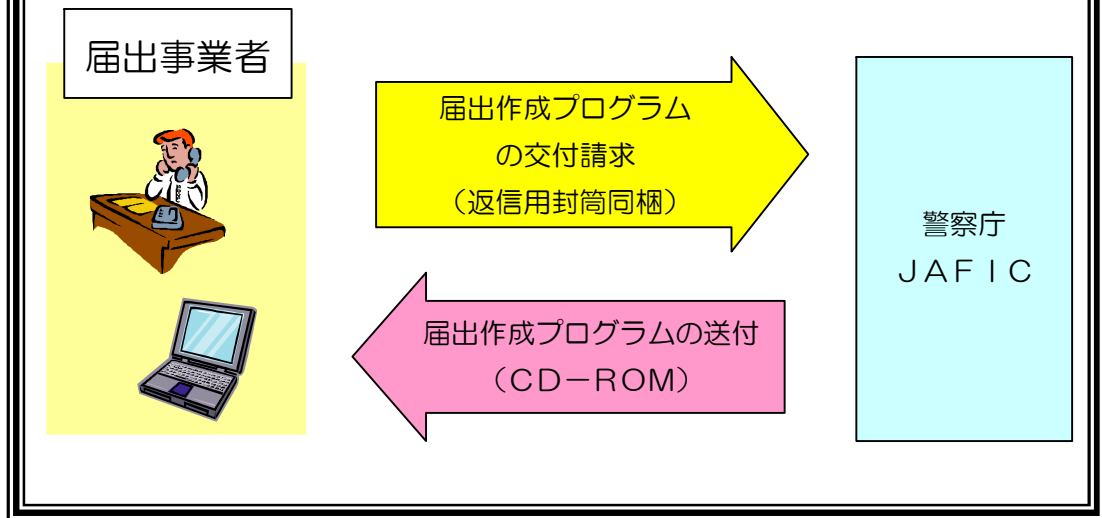 届出事業者
届出作成プログラム
の交付請求
（返信用封筒同梱）
警察庁
ＪＡＦＩＣ
届出作成プログラムの送付
（ＣＤ－ＲＯＭ）